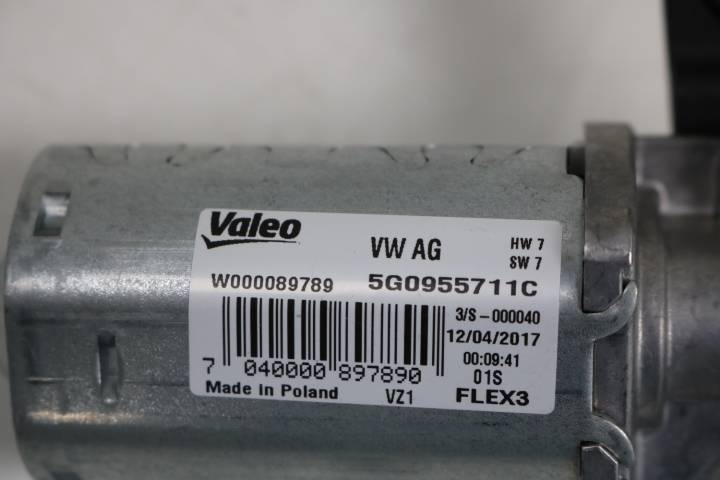 Valeo
VW AG
HW 7
SW 7
W000089789
5G0955711C
3/S-000040
12/04/2017
00:09:41
7 040000 897890
01S
Made in Poland
VZ1
FLEX3